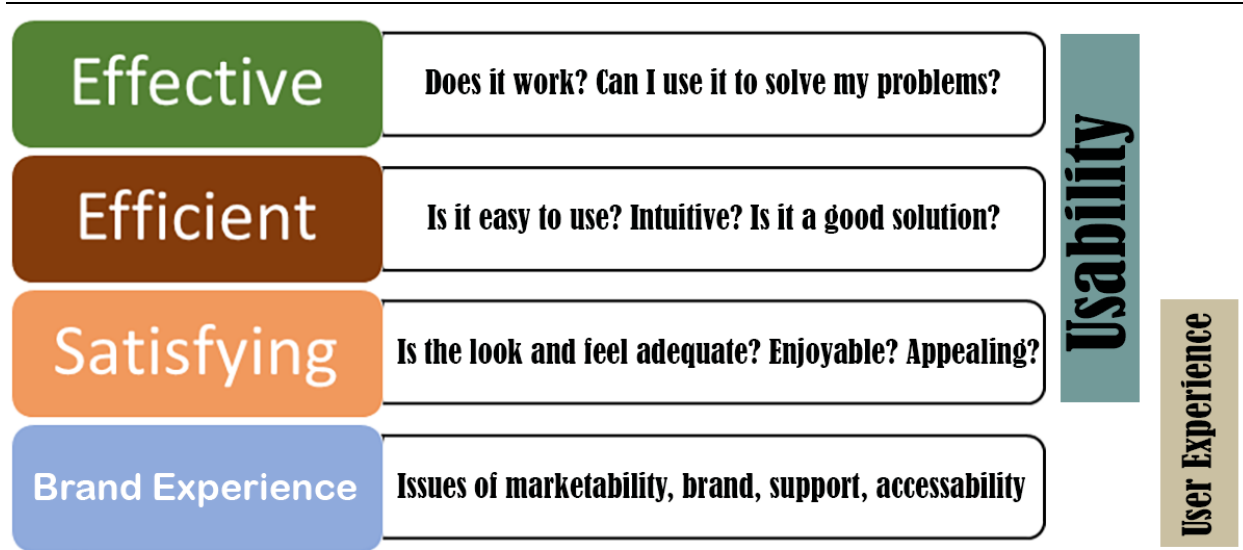 Effective
Does it work? Can I use it to solve my problems?
Efficient
Is it easy to use? Intuitive? Is it a good solution?
Satisfying
Is the look and feel adequate? Enjoyable? Appealing?
Brand Experience
Issues of marketability, brand, support, accessability
Usability
User Experience